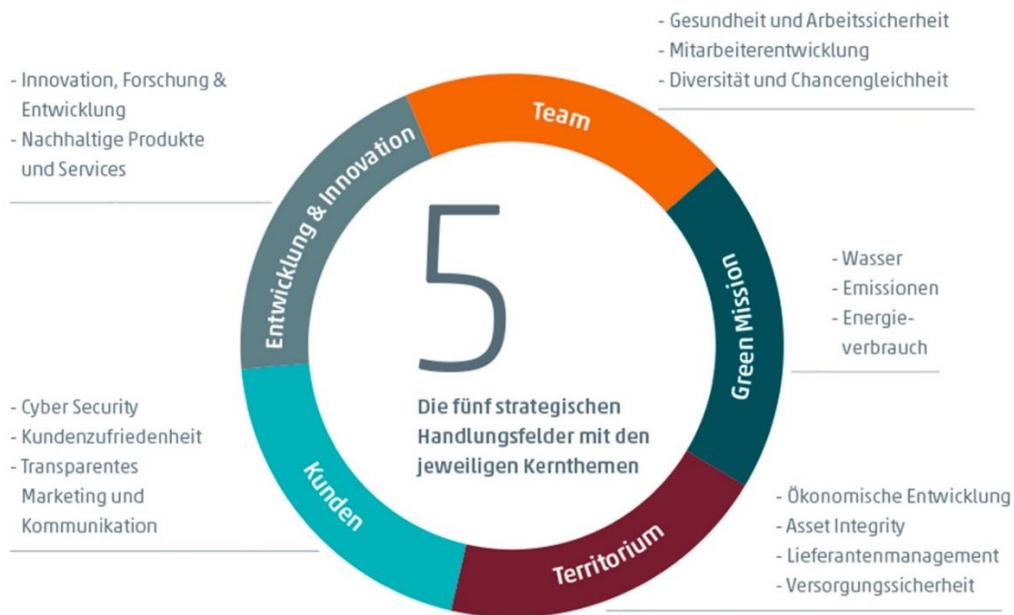 - Gesundheit und Arbeitssicherheit
- Mitarbeiterentwicklung
- Diversität und Chancengleichheit
- Innovation, Forschung &
Entwicklung
- Nachhaltige Produkte
und Services
Team
Entwicklung & Innovation
Green Mission
Kunden
Territorium
5
Die fünf strategischen
Handlungsfelder mit den
jeweiligen Kernthemen
- Wasser
- Emissionen
- Energie-
verbrauch
- Cyber Security
- Kundenzufriedenheit
- Transparentes
Marketing und
Kommunikation
- Ökonomische Entwicklung
- Asset Integrity
- Lieferantenmanagement
- Versorgungssicherheit